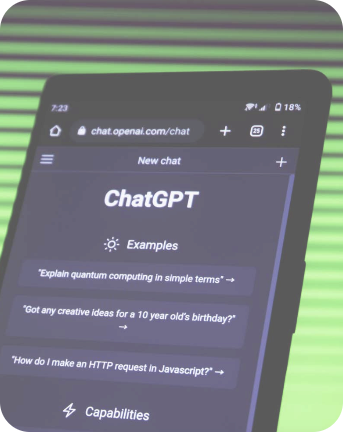 7:23
18%
chat.openai.com/chat
25
New chat
ChatGPT
Examples
"Explain quantum computing in simple terms" →
"Got any creative ideas for a 10 year old's birthday?"
→
"How do I make an HTTP request in Javascript?" →
Capabilities